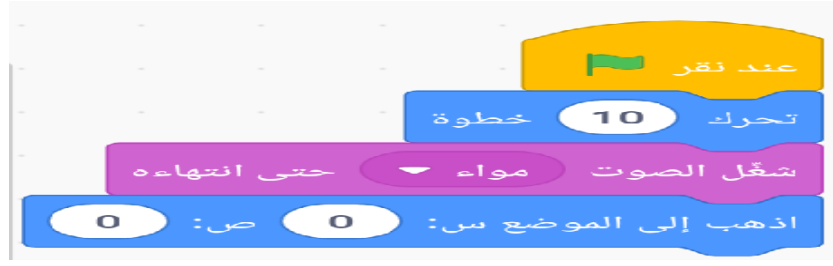 عند نقر
تحرك 10 خطوة
شغّل الصوت مواء حتى انتهاءه
اذهب إلى الموضع س: 0 ص: 0